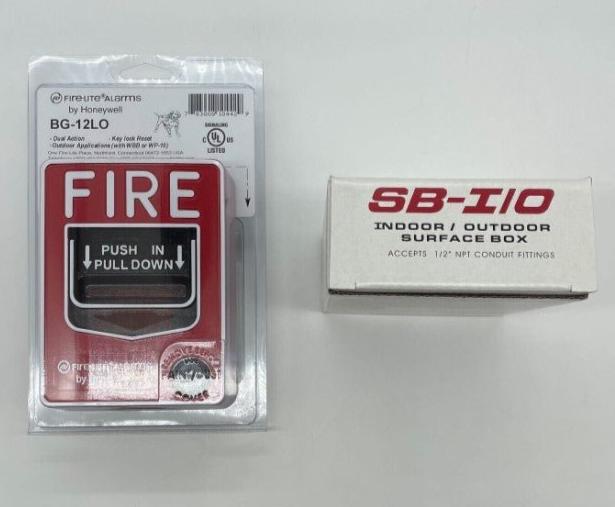 FIRE•LITE® ALARMS
by Honeywell
BG-12LO
- Dual Action - Key lock Reset
-Outdoor Applications (with WBB or WP-10)
SIGNALING
C UL US
LISTED
FIRE
PUSH IN
PULL DOWN
FIRE•LITE® ALARMS
COVER
SB-I/O
INDOOR / OUTDOOR
SURFACE BOX
ACCEPTS 1/2" NPT CONDUIT FITTINGS